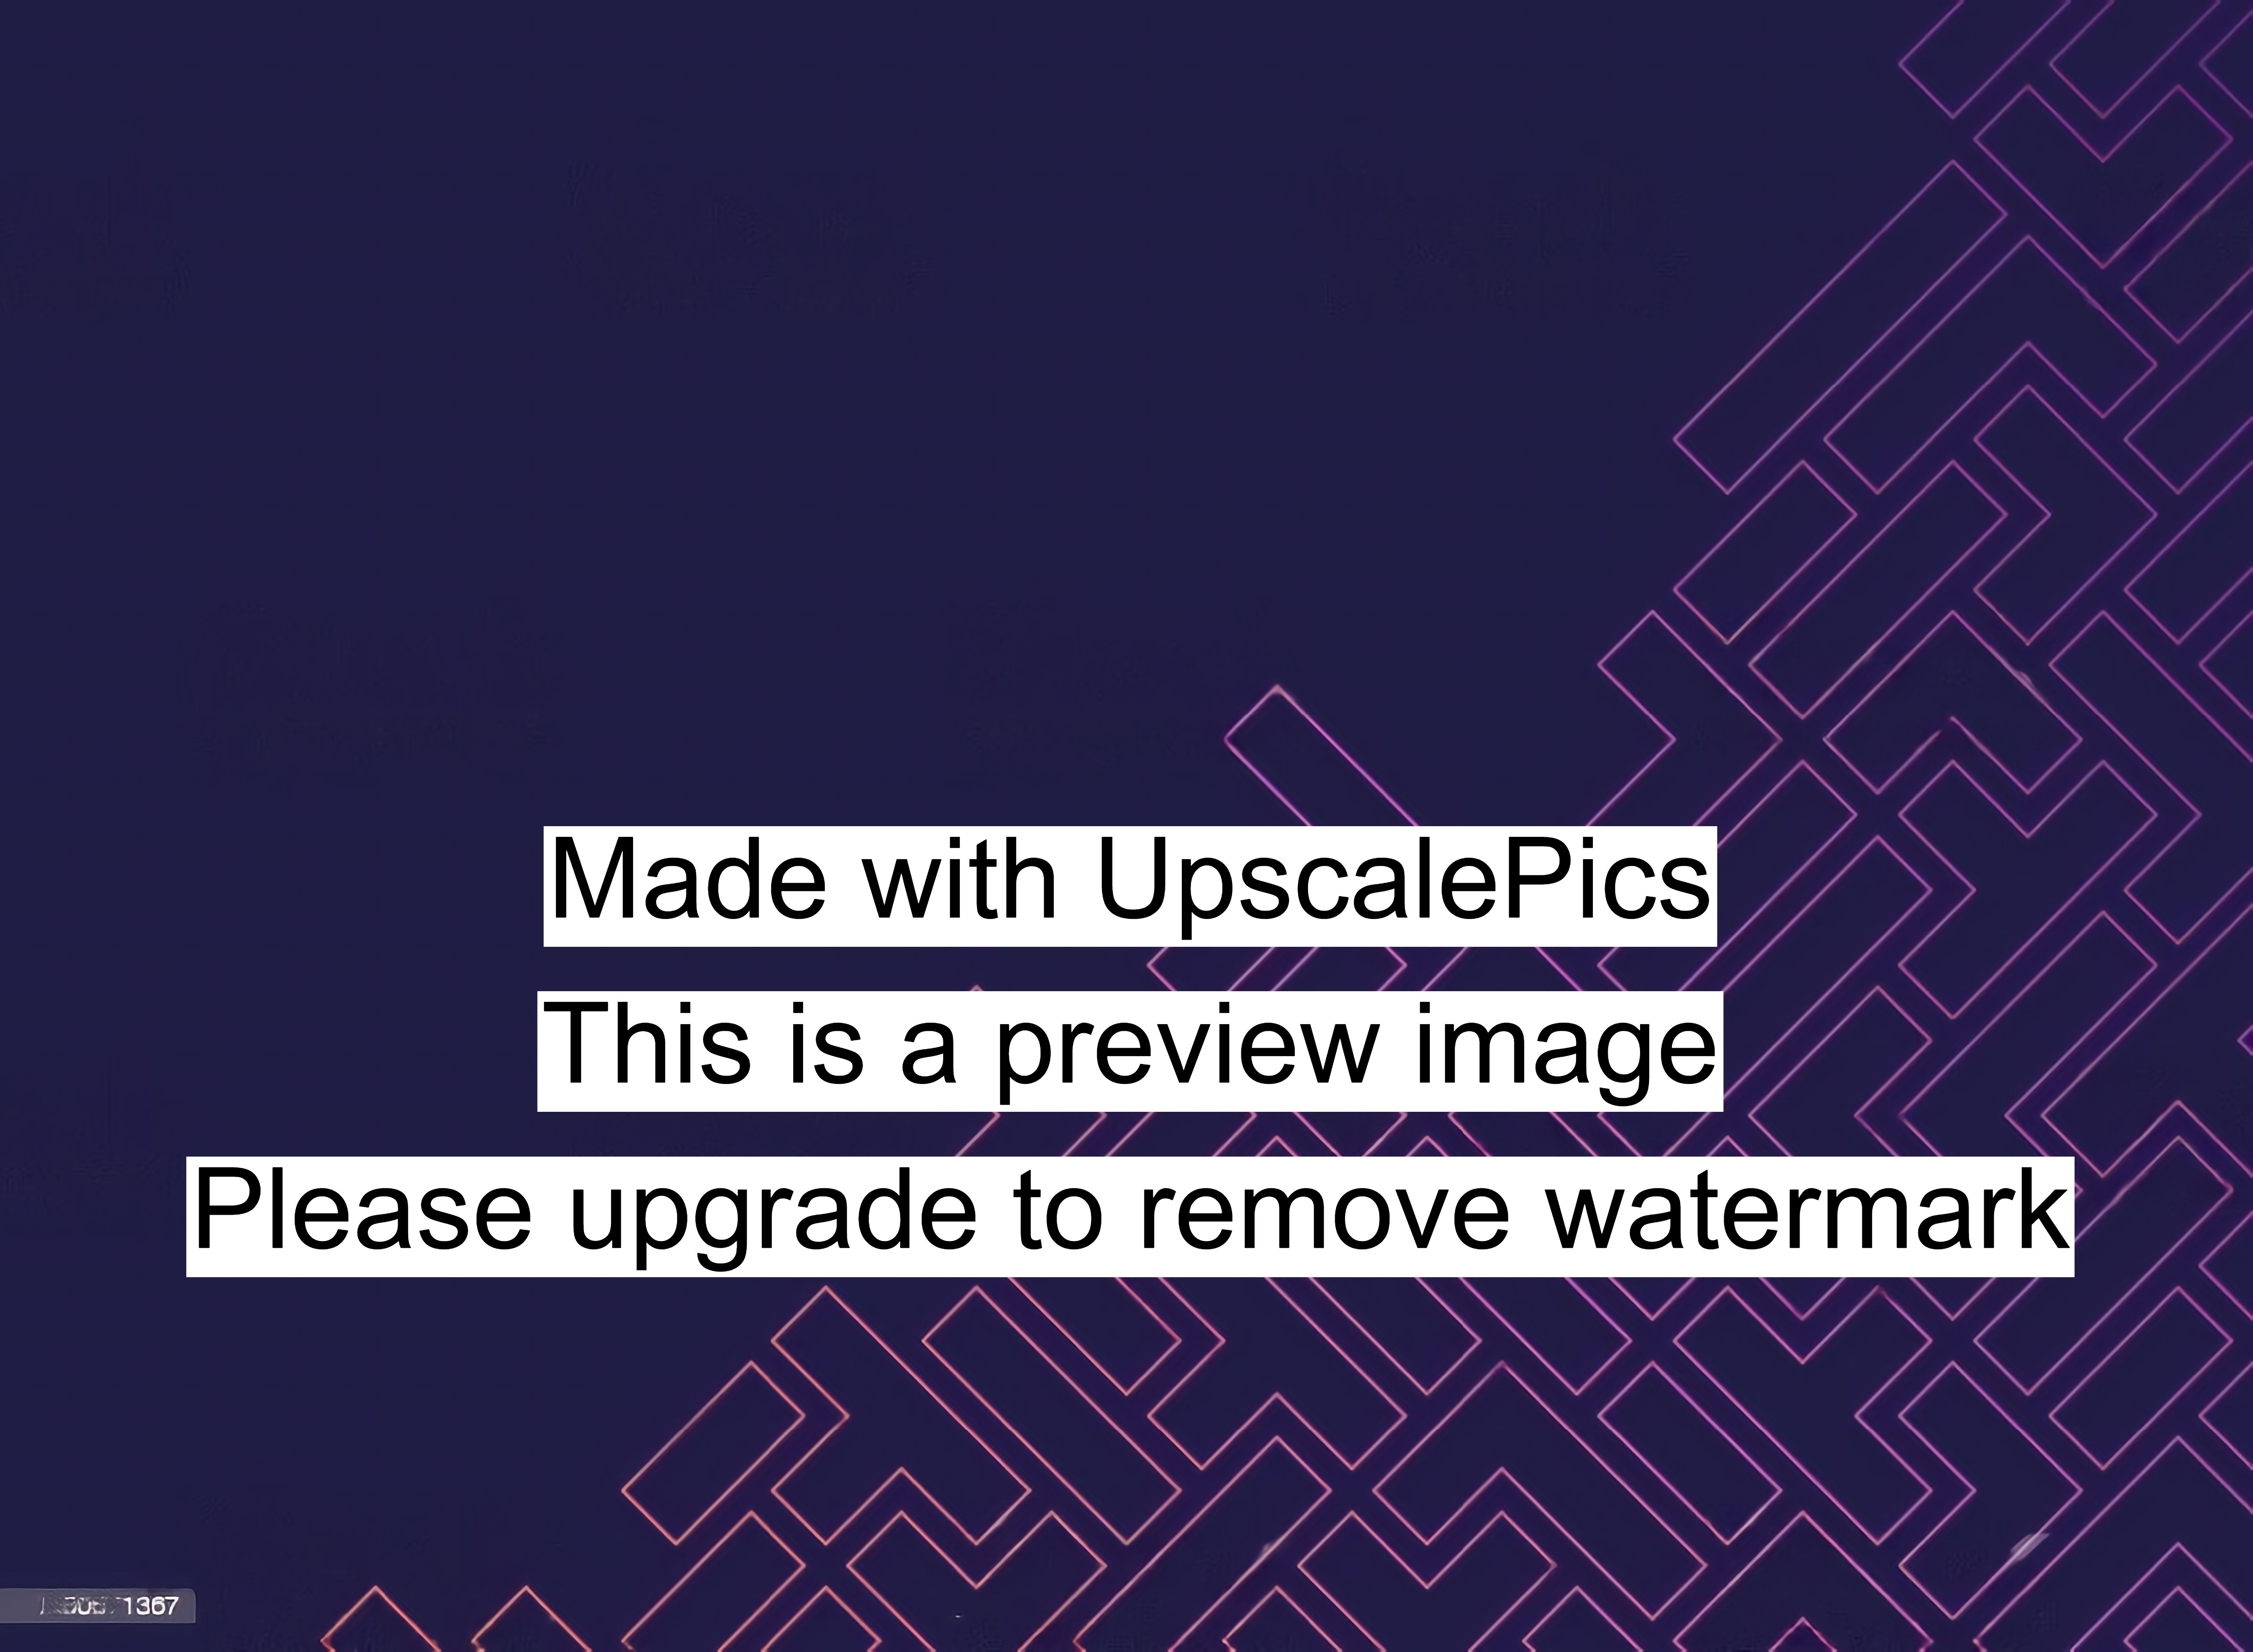 Made with UpscalePics
This is a preview image
Please upgrade to remove watermark
1367